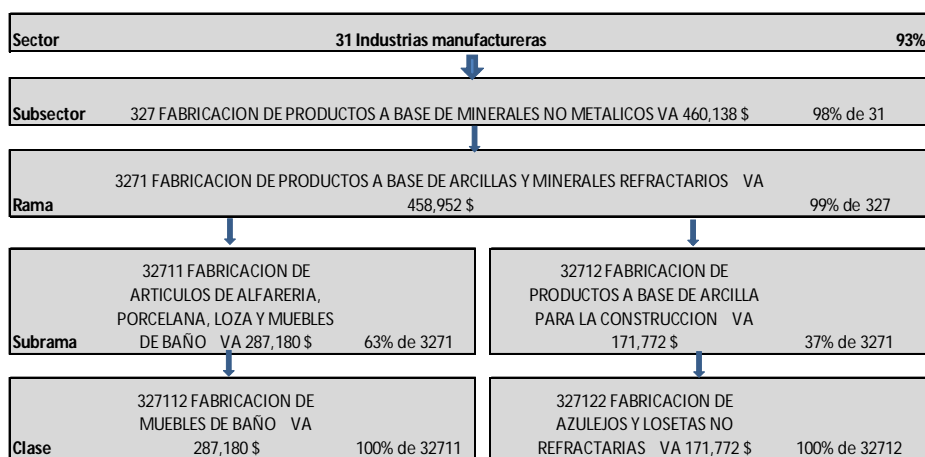 Sector 31 Industrias manufactureras 93%
Subsector 327 FABRICACION DE PRODUCTOS A BASE DE MINERALES NO METALICOS VA 460,138 $ 98% de 31
3271 FABRICACION DE PRODUCTOS A BASE DE ARCILLAS Y MINERALES REFRACTARIOS VA
Rama 458,952 $ 99% de 327
32711 FABRICACION DE
ARTICULOS DE ALFARERIA,
PORCELANA, LOZA Y MUEBLES
Subrama DE BAÑO VA 287,180 $ 63% de 3271
32712 FABRICACION DE
PRODUCTOS A BASE DE ARCILLA
PARA LA CONSTRUCCION VA
171,772 $ 37% de 3271
327112 FABRICACION DE
MUEBLES DE BAÑO VA
Clase 287,180 $ 100% de 32711
327122 FABRICACION DE
AZULEJOS Y LOSETAS NO
REFRACTARIAS VA 171,772 $ 100% de 32712